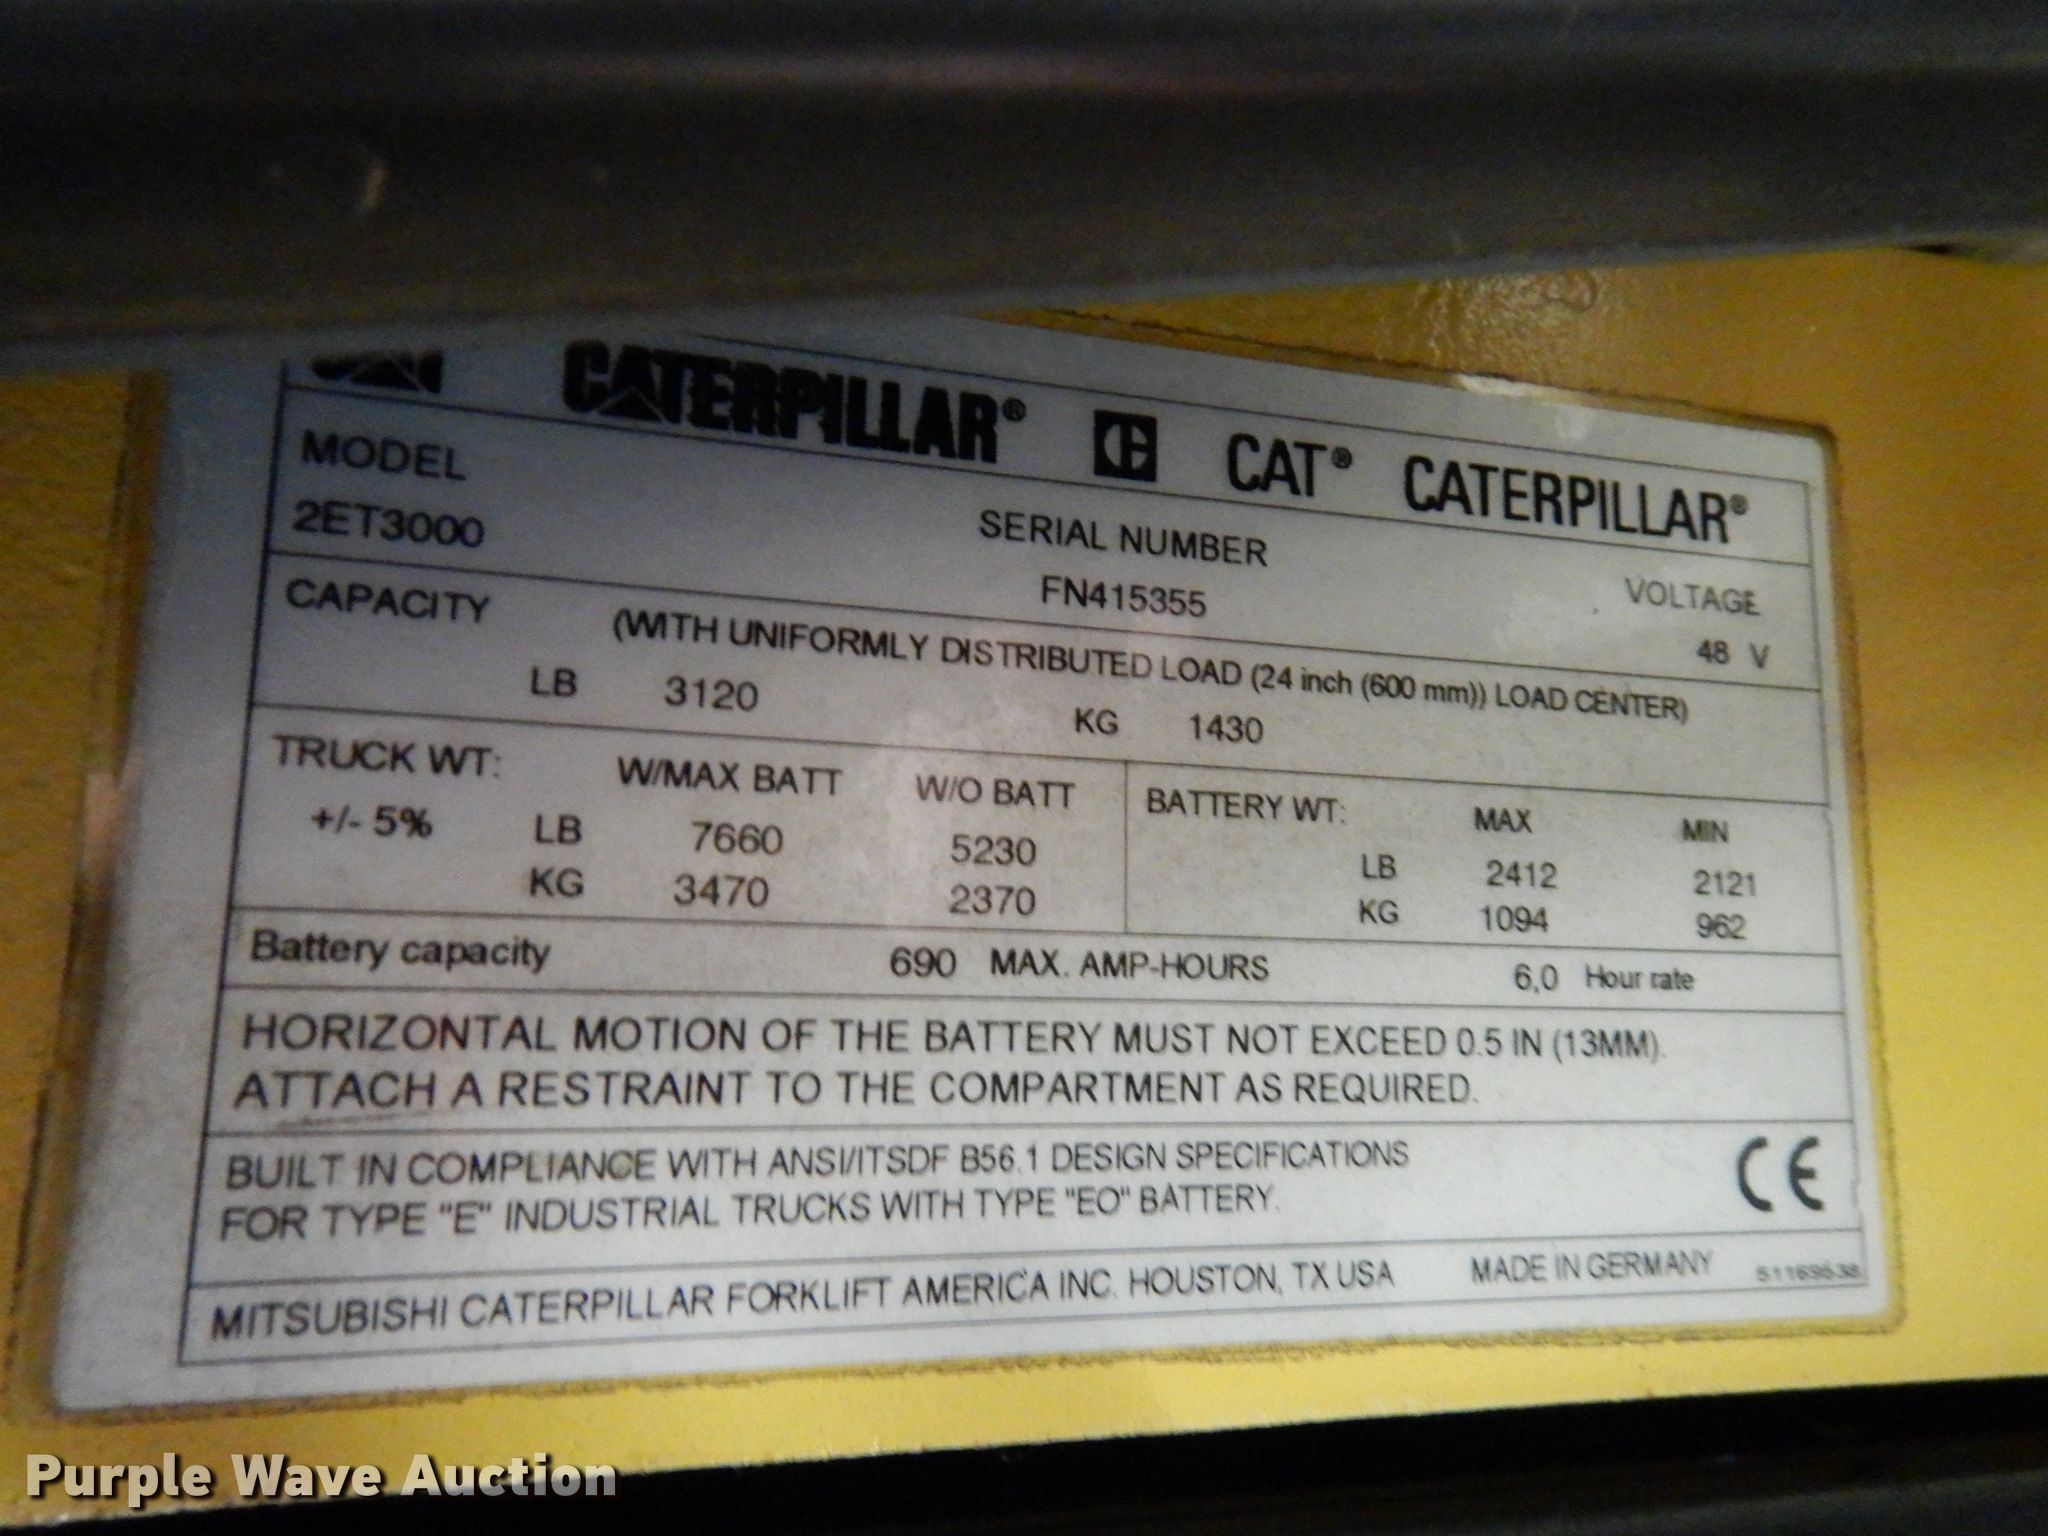 CATERPILLAR® CAT® CATERPILLAR®
MODEL SERIAL NUMBER VOLTAGE
2ET3000 FN415355 48 V
CAPACITY (WITH UNIFORMLY DISTRIBUTED LOAD (24 inch (600 mm)) LOAD CENTER)
LB 3120 KG 1430
TRUCK WT: W/MAX BATT W/O BATT BATTERY WT: MAX MIN
+/- 5% LB 7660 5230 LB 2412 2121
KG 3470 2370 KG 1094 962
Battery capacity 690 MAX. AMP-HOURS 6,0 Hour rate
HORIZONTAL MOTION OF THE BATTERY MUST NOT EXCEED 0.5 IN (13MM).
ATTACH A RESTRAINT TO THE COMPARTMENT AS REQUIRED.
BUILT IN COMPLIANCE WITH ANSI/ITSDF B56.1 DESIGN SPECIFICATIONS
FOR TYPE "E" INDUSTRIAL TRUCKS WITH TYPE "EO" BATTERY.
CE
MITSUBISHI CATERPILLAR FORKLIFT AMERICA INC. HOUSTON, TX USA MADE IN GERMANY
Purple Wave Auction